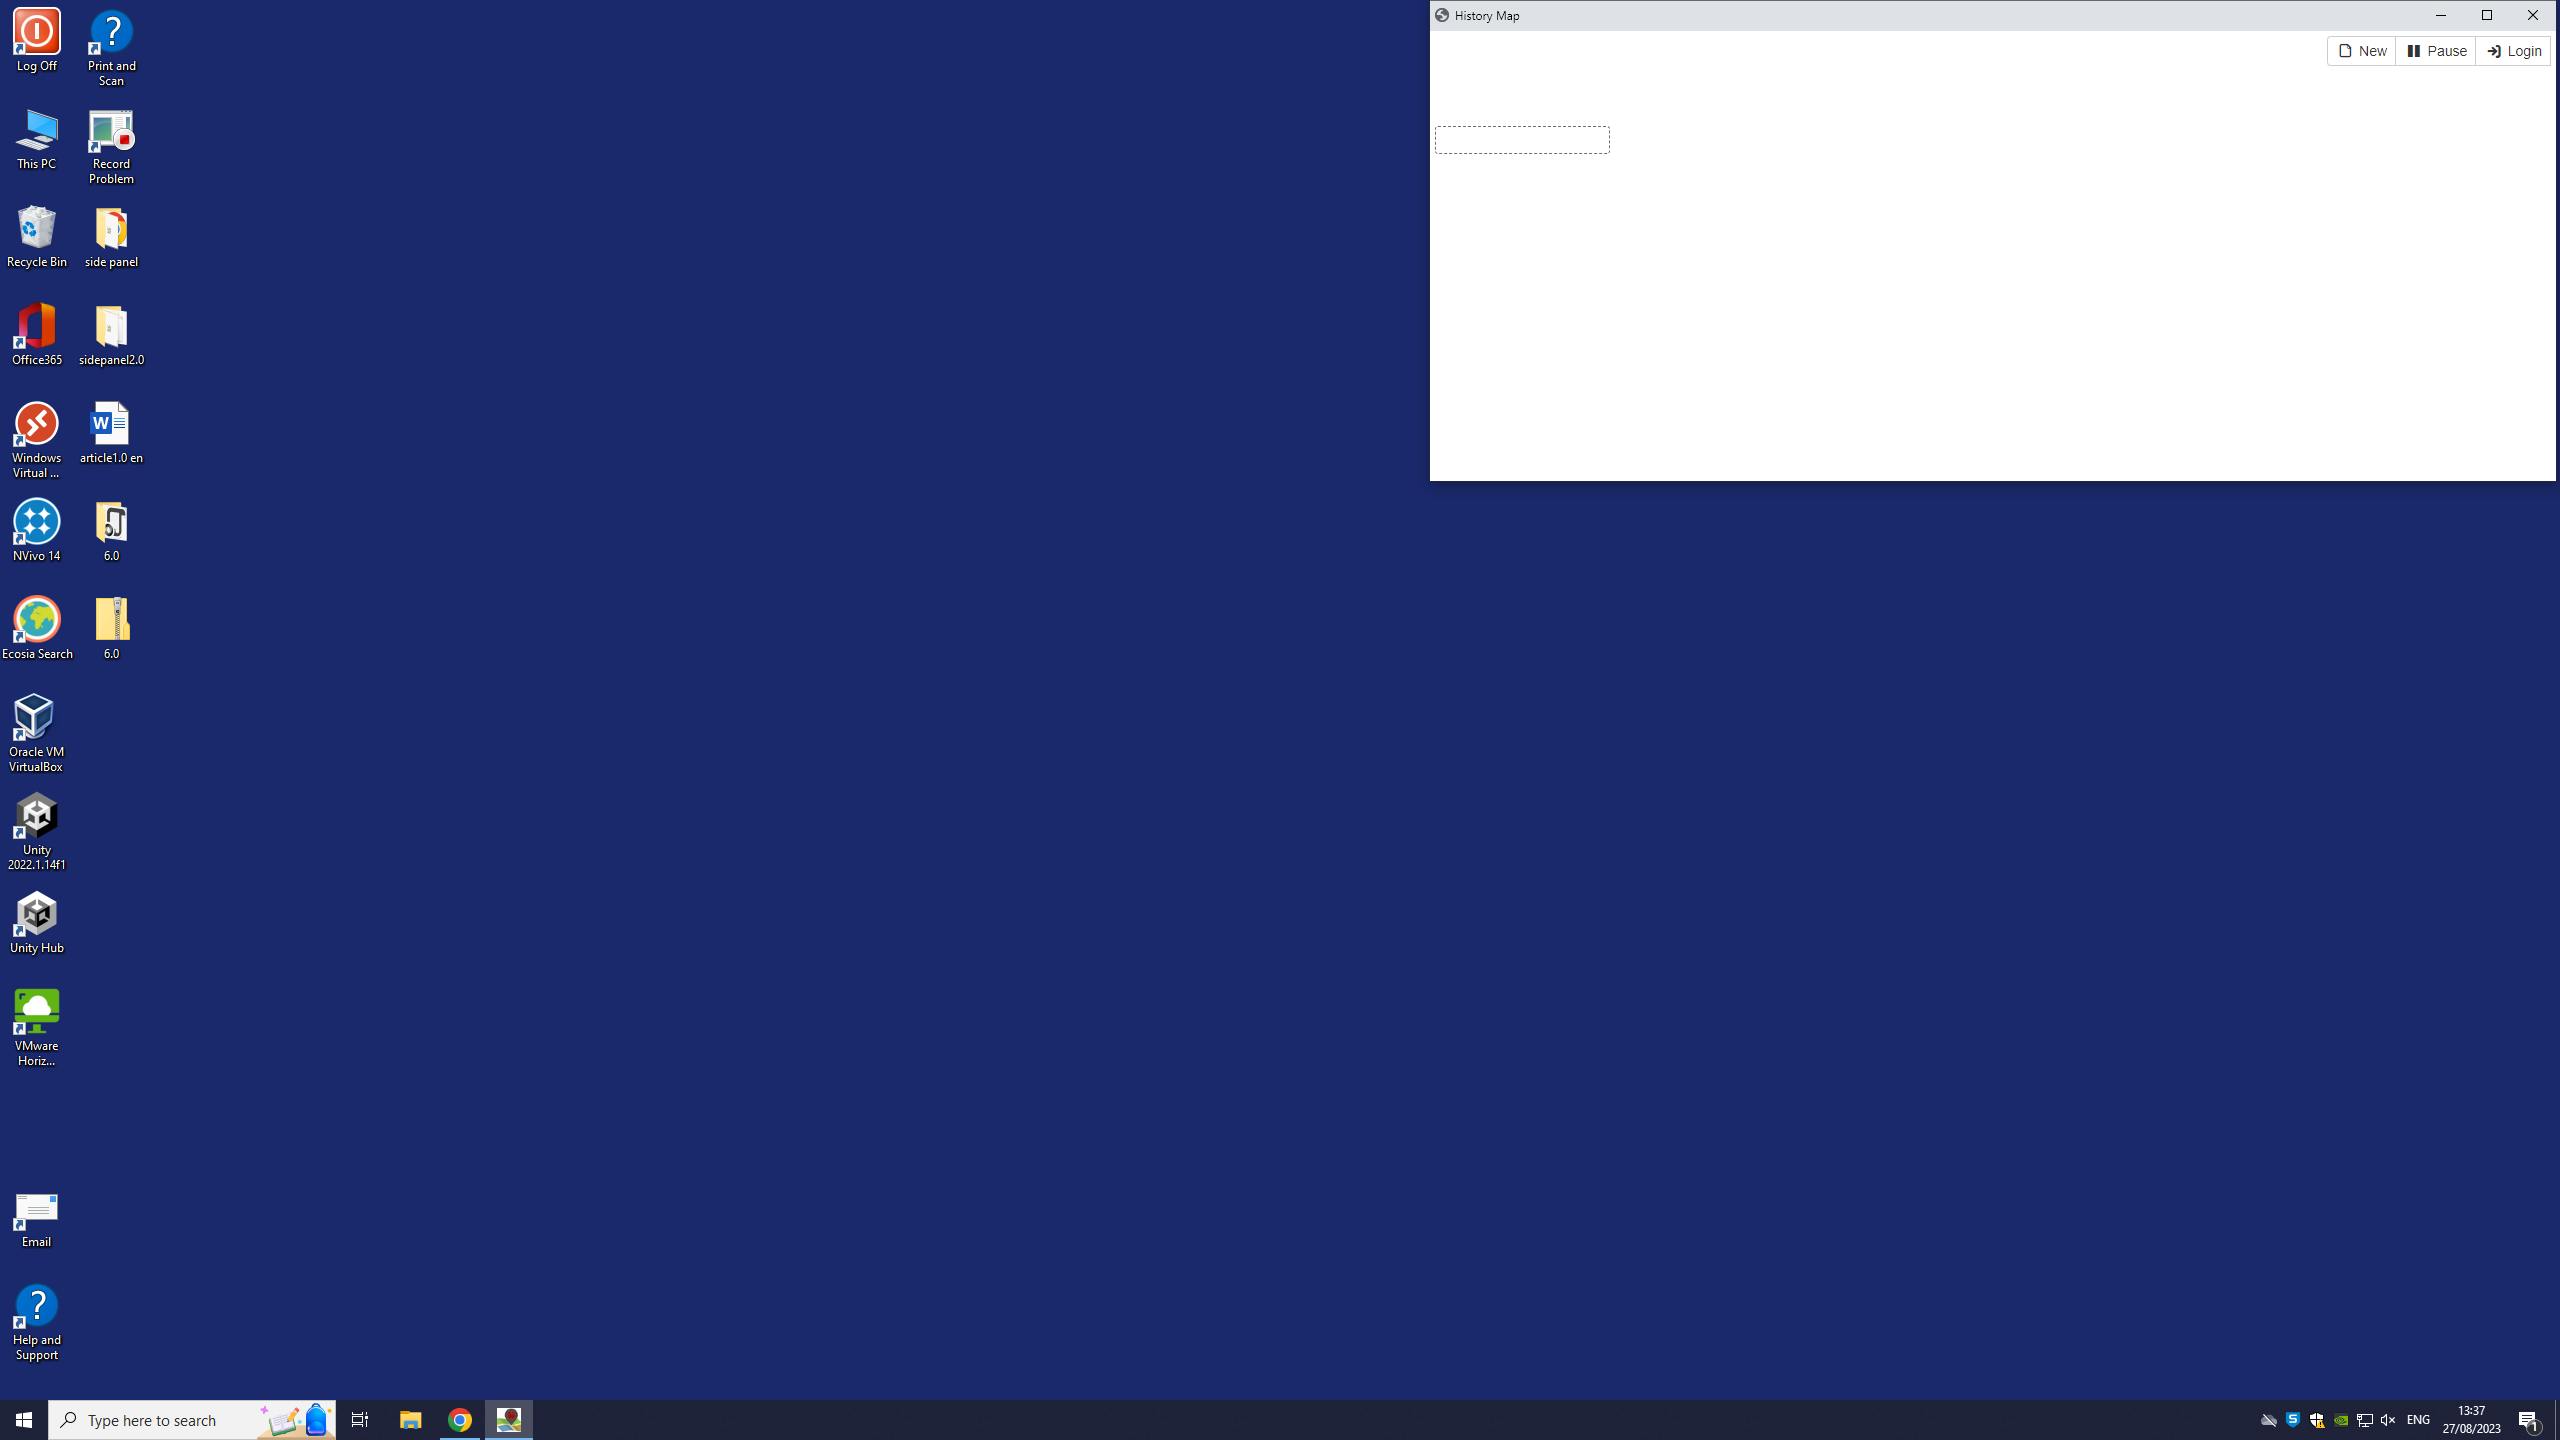 History Map
New
Pause
Login
Log Off
Print and
Scan
This PC
Record
Problem
Recycle Bin
side panel
Office365
sidepanel2.0
Windows
Virtual ...
W
article1.0 en
NVivo 14
6.0
Ecosia Search
6.0
Oracle VM
VirtualBox
Unity
2022.1.14f1
Unity Hub
VMware
Horiz...
Email
Help and
Support
Type here to search
ENG
13:37
27/08/2023
1